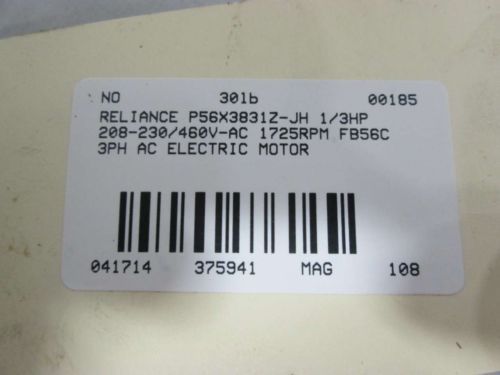 NO 30lb 00185
RELIANCE P56X3831Z-JH 1/3HP
208-230/460V-AC 1725RPM FB56C
3PH AC ELECTRIC MOTOR
041714 375941 MAG 108